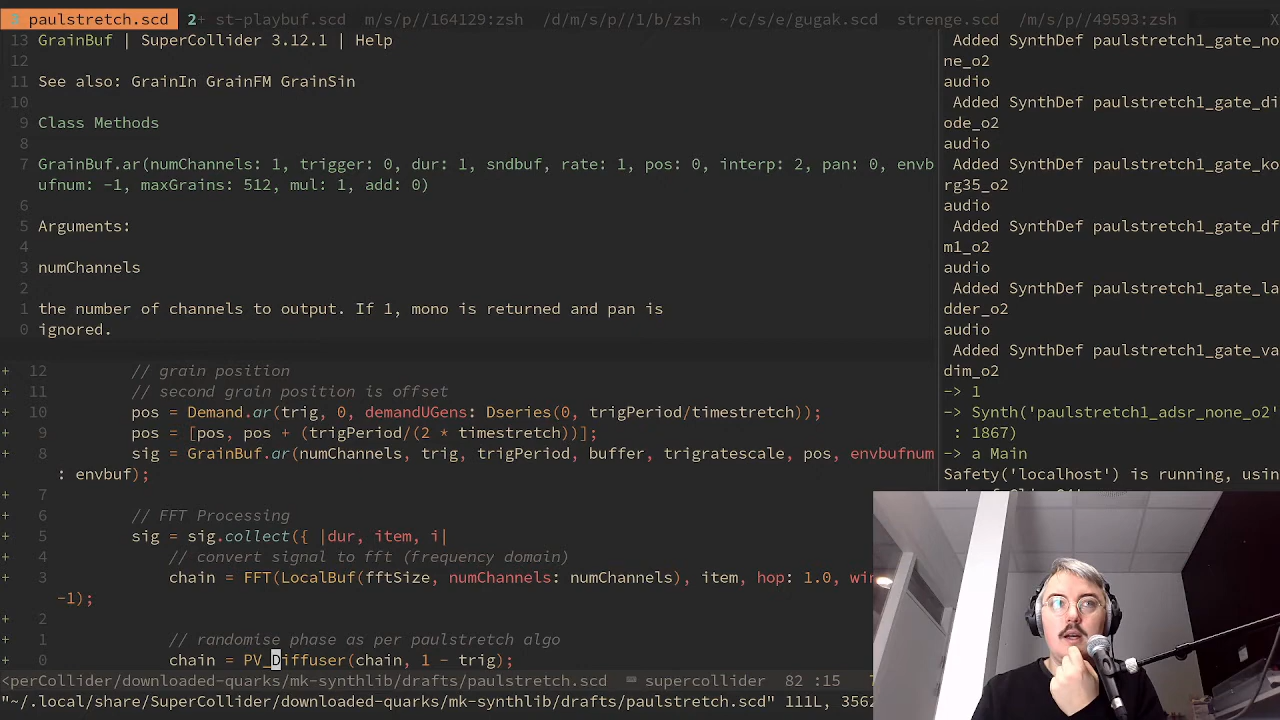 1 paulstretch.scd 2+ st-playbuf.scd m/s/p//164129:zsh /d/m/s/p//1/b/zsh ~/c/s/e/gugak.scd strenge.scd /m/s/p//49593:zsh X
13 GrainBuf | SuperCollider 3.12.1 | Help
12
11 See also: GrainIn GrainFM GrainSin
10
9 Class Methods
8
7 GrainBuf.ar(numChannels: 1, trigger: 0, dur: 1, sndbuf, rate: 1, pos: 0, interp: 2, pan: 0, envb
ufnum: -1, maxGrains: 512, mul: 1, add: 0)
6
5 Arguments:
4
3 numChannels
2
1 the number of channels to output. If 1, mono is returned and pan is
0 ignored.
+ 12 // grain position
+ 11 // second grain position is offset
+ 10 pos = Demand.ar(trig, 0, demandUGens: Dseries(0, trigPeriod/timestretch));
+ 9 pos = [pos, pos + (trigPeriod/(2 * timestretch))];
+ 8 sig = GrainBuf.ar(numChannels, trig, trigPeriod, buffer, trigratescale, pos, envbufnum
: envbuf);
+ 7
+ 6 // FFT Processing
+ 5 sig = sig.collect({ |dur, item, i|
+ 4 // convert signal to fft (frequency domain)
+ 3 chain = FFT(LocalBuf(fftSize, numChannels: numChannels), item, hop: 1.0, win
-1);
+ 2
+ 1 // randomise phase as per paulstretch algo
+ 0 chain = PV_Diffuser(chain, 1 - trig);
<perCollider/downloaded-quarks/mk-synthlib/drafts/paulstretch.scd supercollider 82 :15
"~/.local/share/SuperCollider/downloaded-quarks/mk-synthlib/drafts/paulstretch.scd" 111L, 3562
Added SynthDef paulstretch1_gate_no
ne_o2
audio
Added SynthDef paulstretch1_gate_di
ode_o2
audio
Added SynthDef paulstretch1_gate_ko
rg35_o2
audio
Added SynthDef paulstretch1_gate_df
m1_o2
audio
Added SynthDef paulstretch1_gate_la
dder_o2
audio
Added SynthDef paulstretch1_gate_va
dim_o2
-> 1
-> Synth('paulstretch1_adsr_none_o2'
: 1867)
-> a Main
Safety('localhost') is running, usin